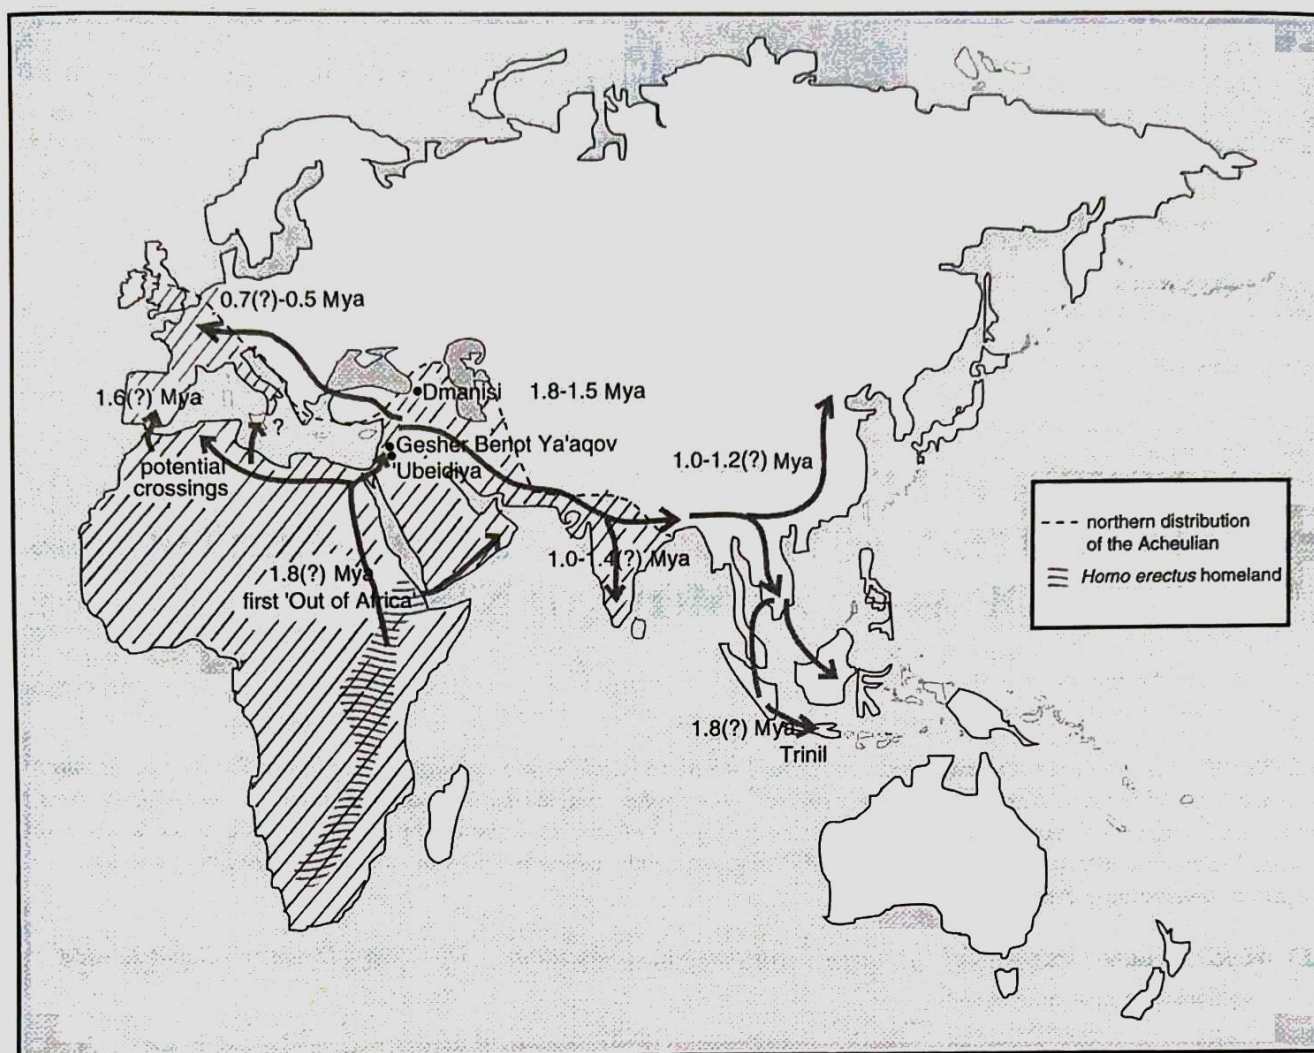 0.7(?)-0.5 Mya
1.6(?) Mya
Dmanisi
1.8-1.5 Mya
?
Gesher Benot Ya'aqov
'Ubeidiya
potential
crossings
1.0-1.2(?) Mya
1.8(?) Mya
first 'Out of Africa'
1.0-1.4(?) Mya
1.8(?) Mya
Trinil
northern distribution
of the Acheulian
Homo erectus homeland